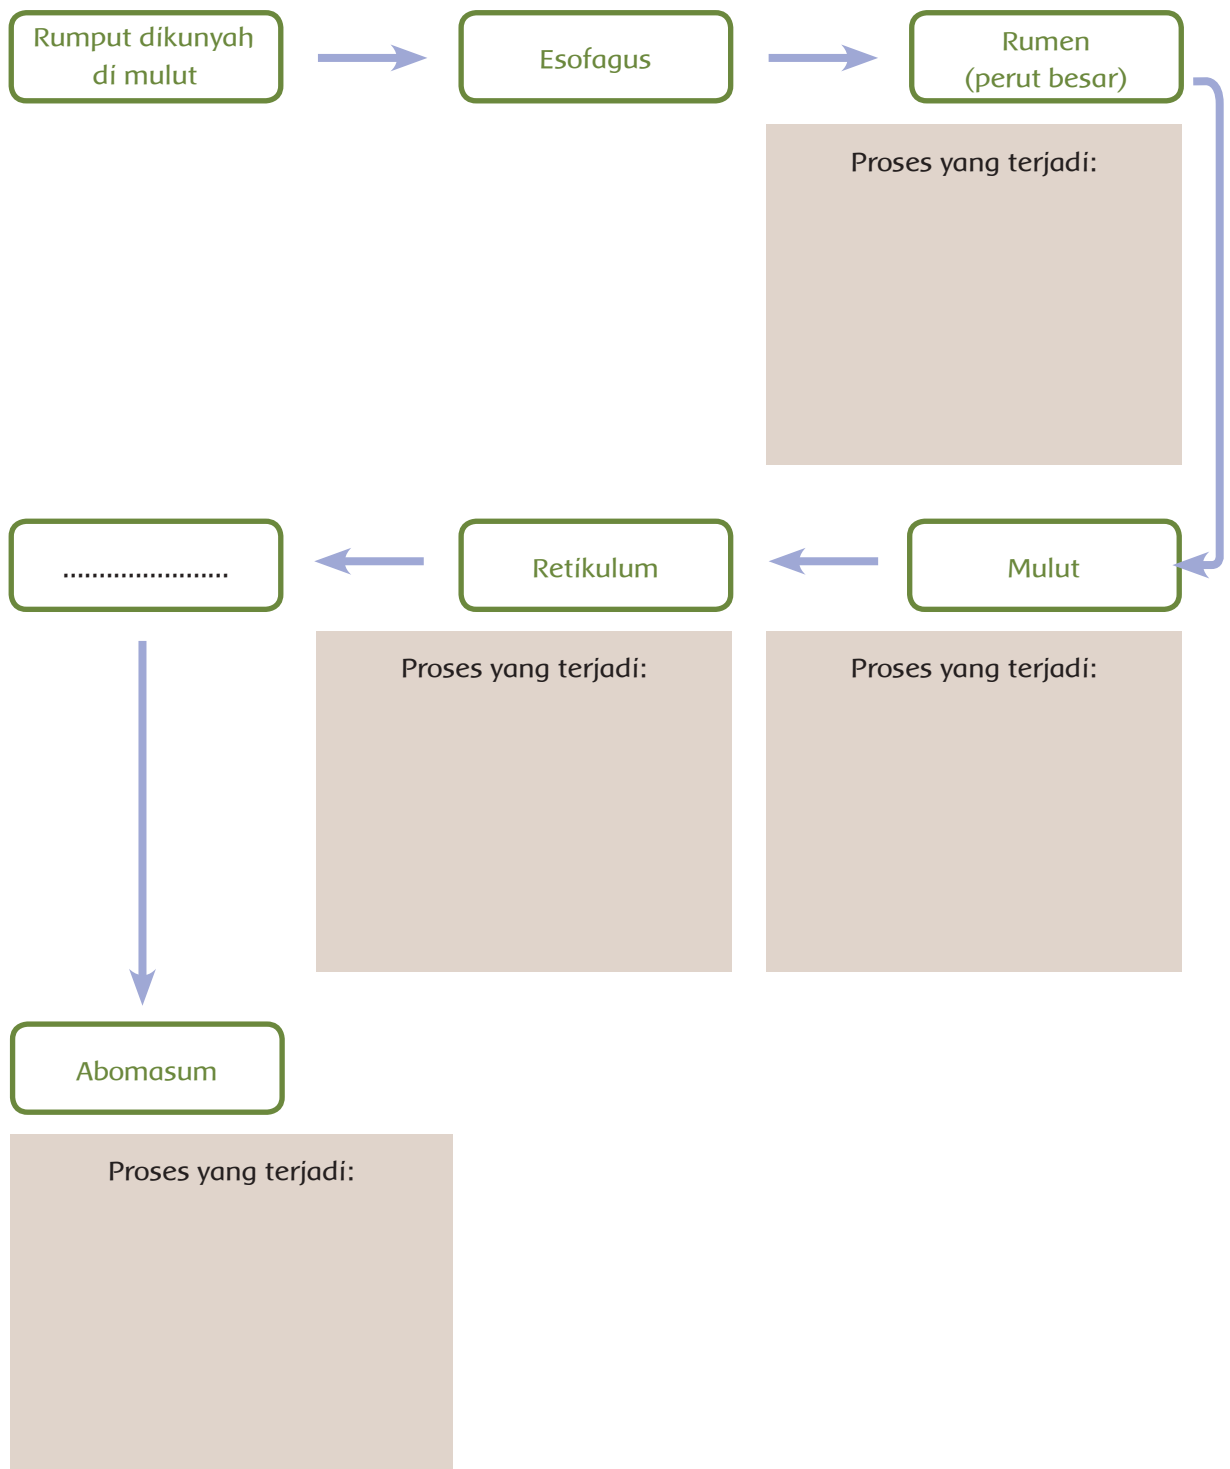 Rumput dikunyah
di mulut
Esofagus
Rumen
(perut besar)
Proses yang terjadi:
.......................
Retikulum
Mulut
Proses yang terjadi:
Proses yang terjadi:
Abomasum
Proses yang terjadi: